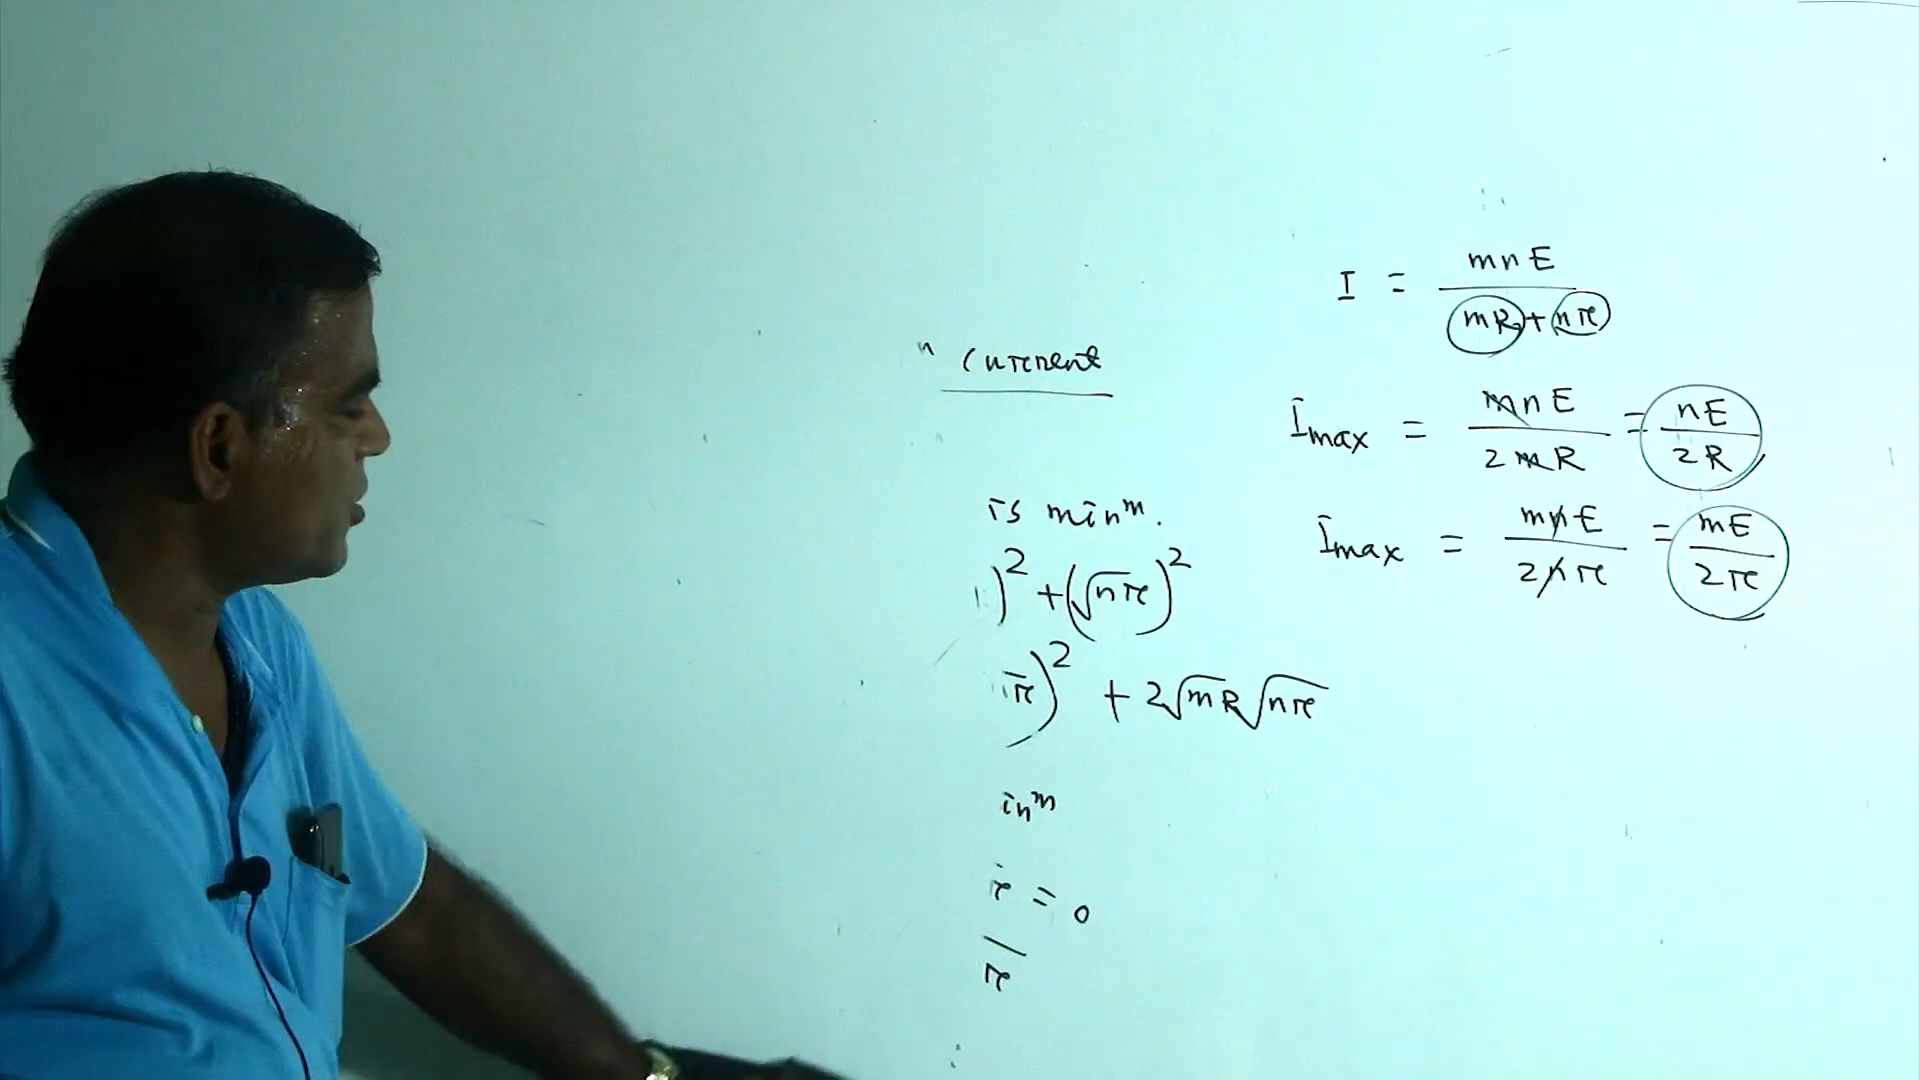 current
is minᵐ.
)² + (√nr)²
r)² + 2√mR √nr
inᵐ
r = 0
r
I = mnE / mR + nr
Imax = mnE / 2mR = nE / 2R
Imax = mnE / 2nr = mE / 2r